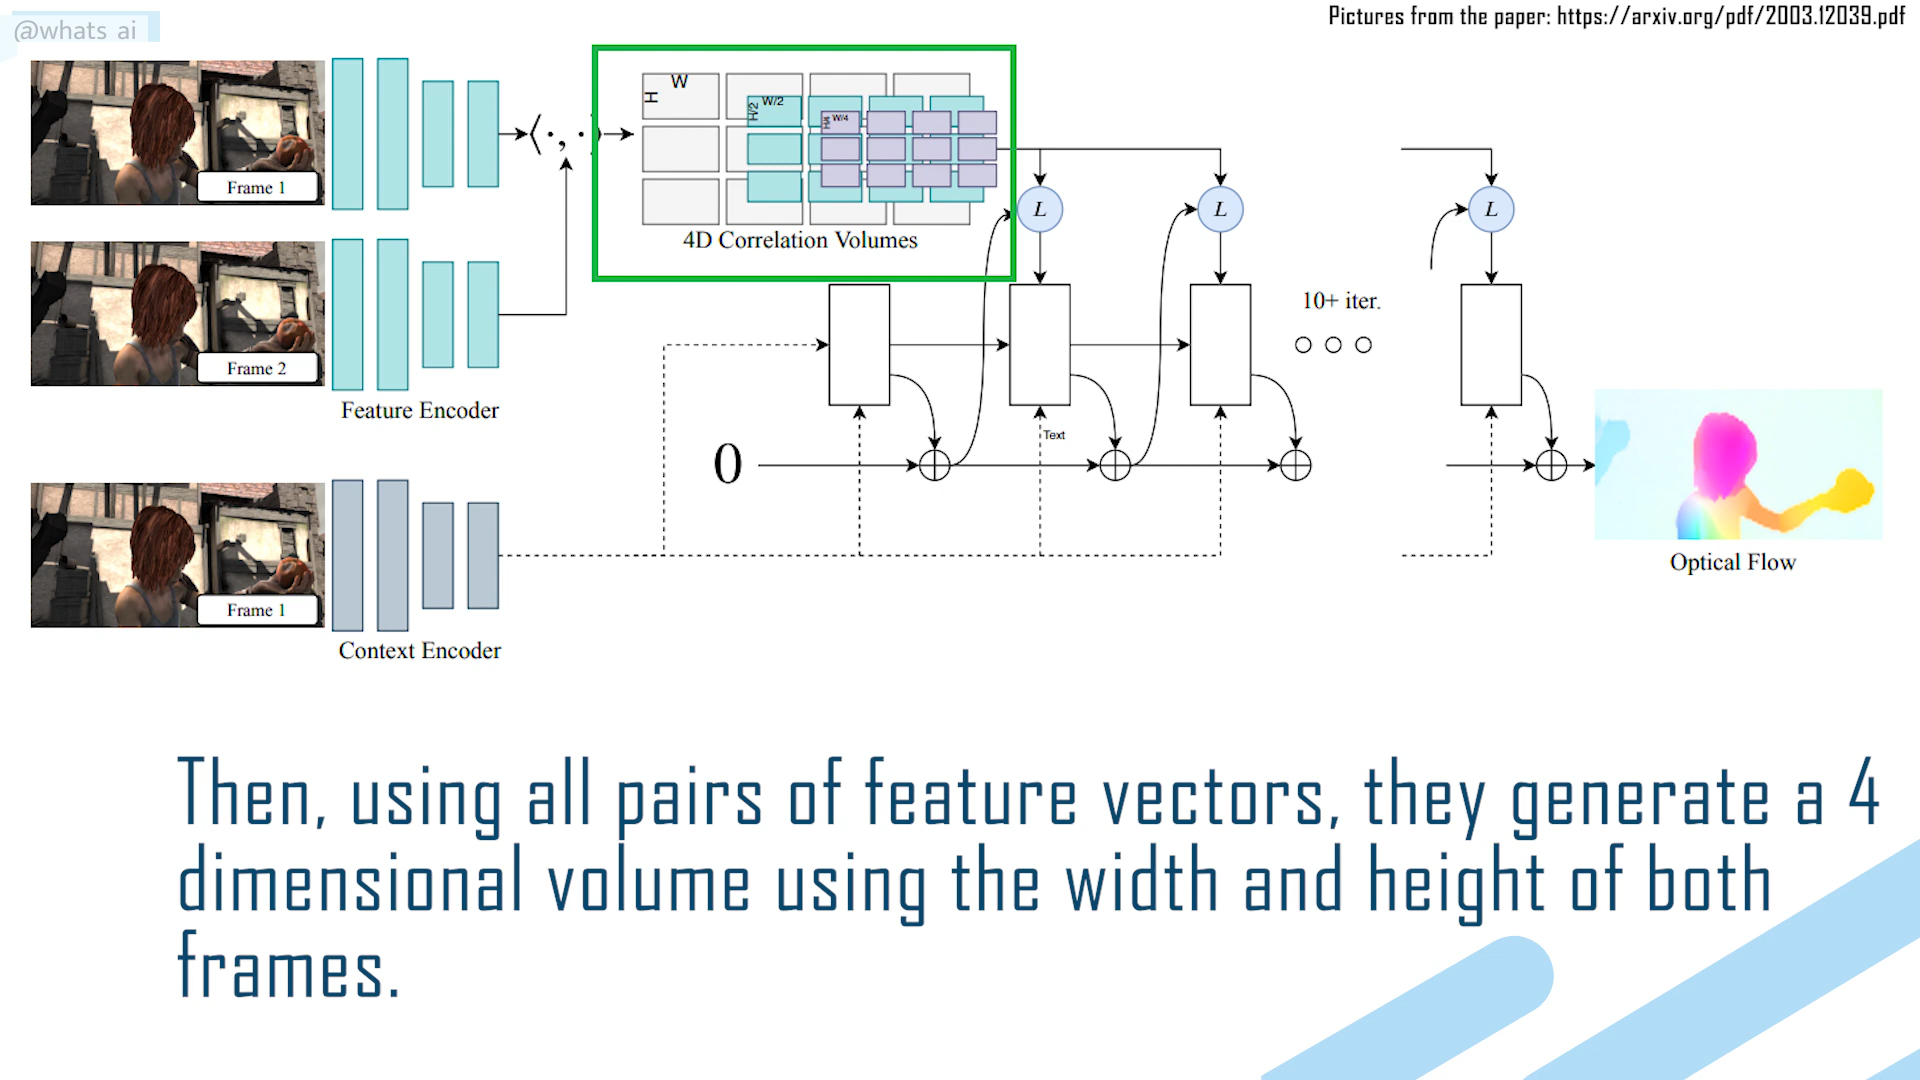 @whats ai
Pictures from the paper: https://arxiv.org/pdf/2003.12039.pdf
Frame 1
Frame 2
Feature Encoder
Frame 1
Context Encoder
⟨·,·⟩
W
H
W/2
H/2
W/4
H/4
4D Correlation Volumes
L
L
L
10+ iter.
0
Text
Optical Flow
Then, using all pairs of feature vectors, they generate a 4
dimensional volume using the width and height of both
frames.